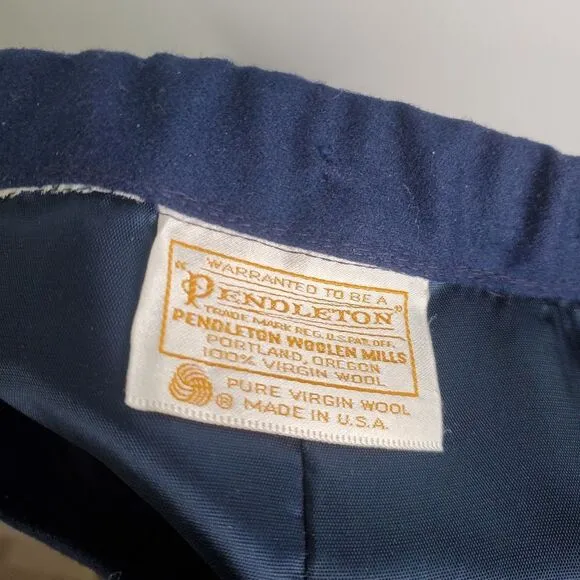 WARRANTED TO BE A
"PENDLETON"
TRADE MARK REG. U.S. PAT. OFF.
PENDLETON WOOLEN MILLS
PORTLAND, OREGON
100% VIRGIN WOOL
PURE VIRGIN WOOL
® MADE IN U.S.A.